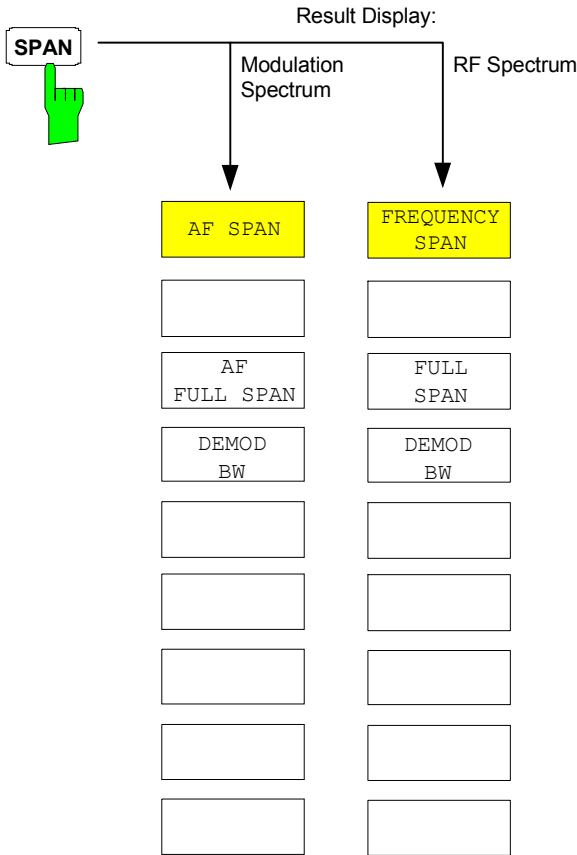 Result Display:
SPAN
Modulation
Spectrum
RF Spectrum
AF SPAN
FREQUENCY
SPAN
AF
FULL SPAN
FULL
SPAN
DEMOD
BW
DEMOD
BW